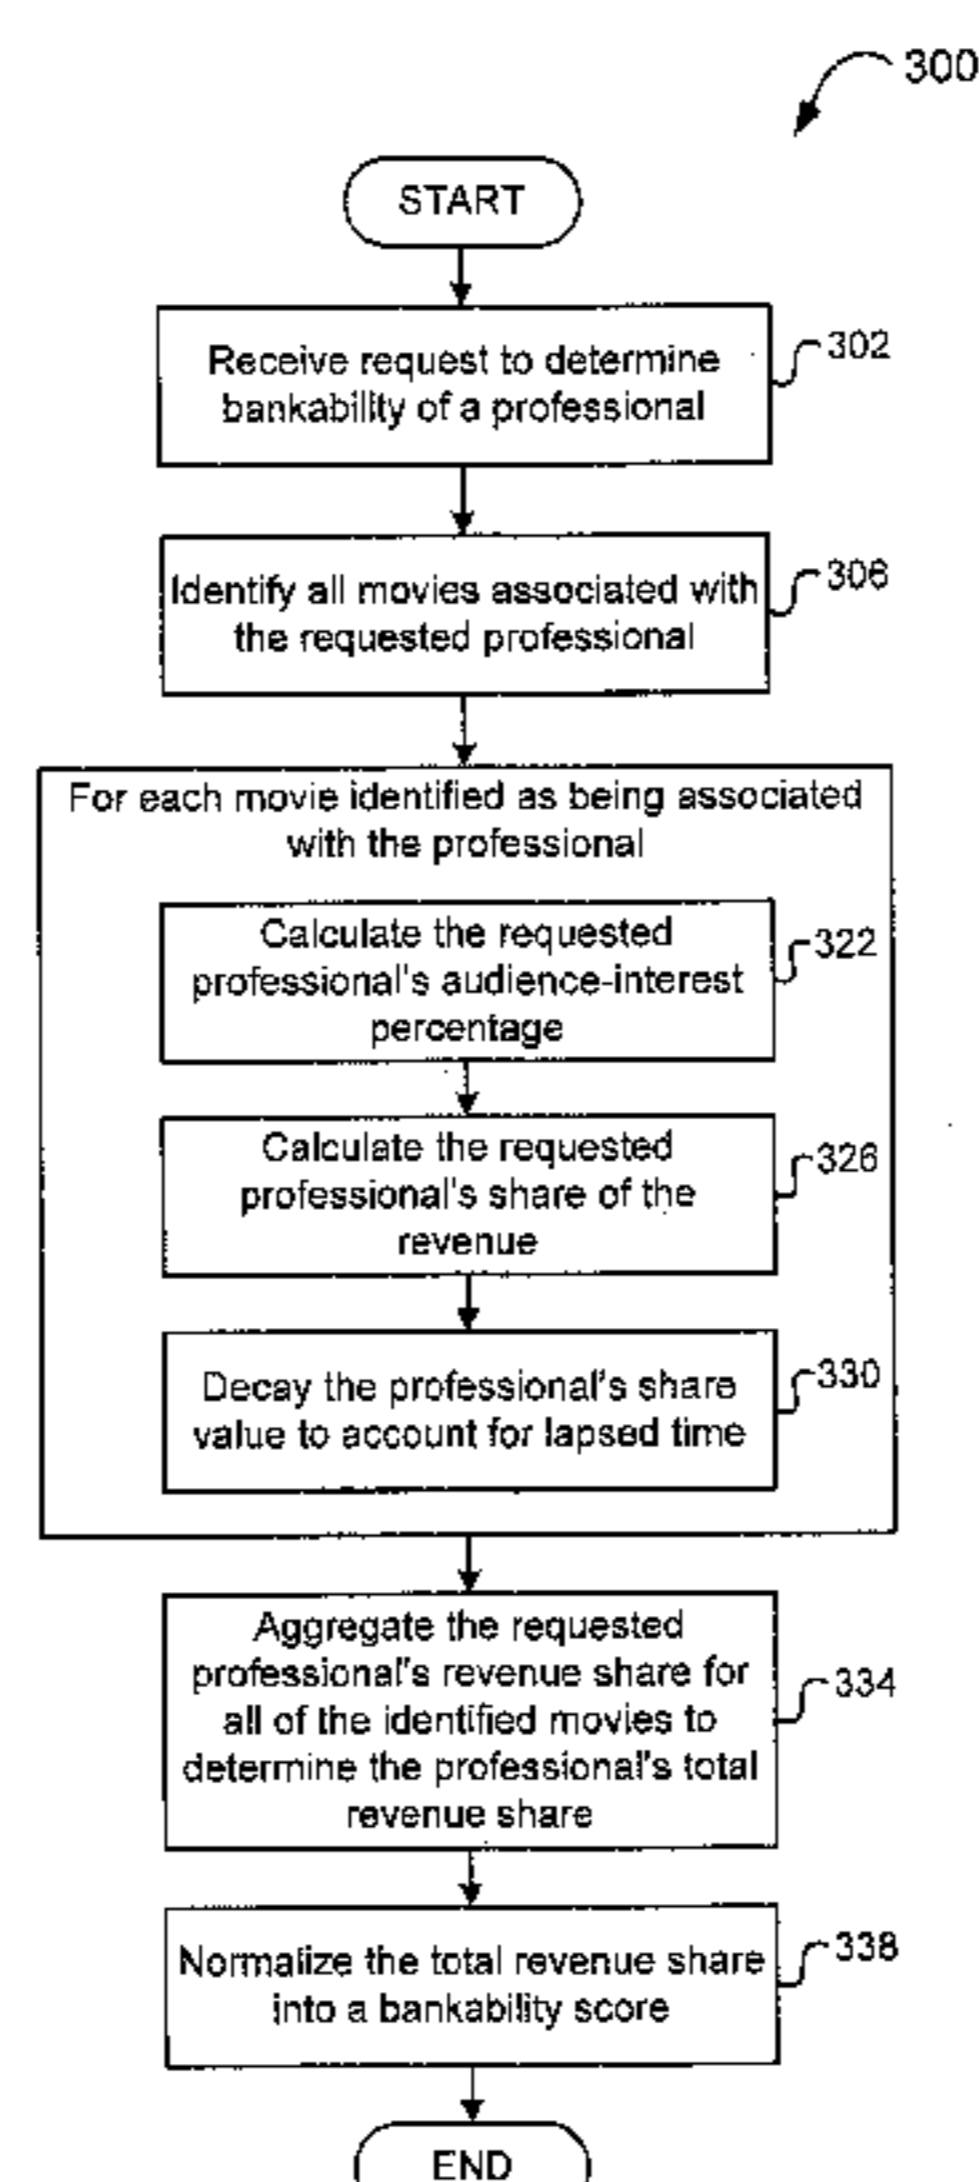 300
START
Receive request to determine
bankability of a professional
302
Identify all movies associated with
the requested professional
306
For each movie identified as being associated
with the professional
Calculate the requested
professional's audience-interest
percentage
322
Calculate the requested
professional's share of the
revenue
326
Decay the professional's share
value to account for lapsed time
330
Aggregate the requested
professional's revenue share for
all of the identified movies to
determine the professional's total
revenue share
334
Normalize the total revenue share
into a bankability score
338
END